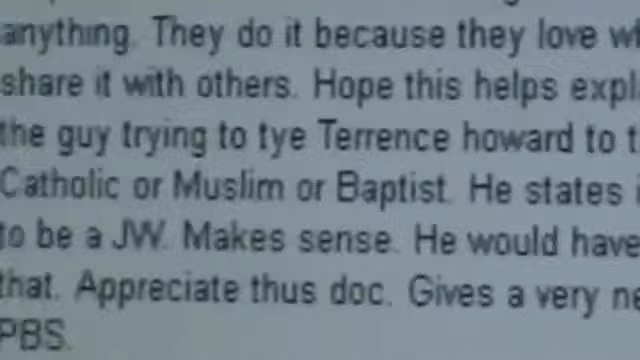 anything. They do it because they love
share it with others. Hope this helps
the guy trying to tye Terrence howard to
Catholic or Muslim or Baptist. He states
to be a JW. Makes sense. He would have
that. Appreciate thus doc. Gives a very
PBS.